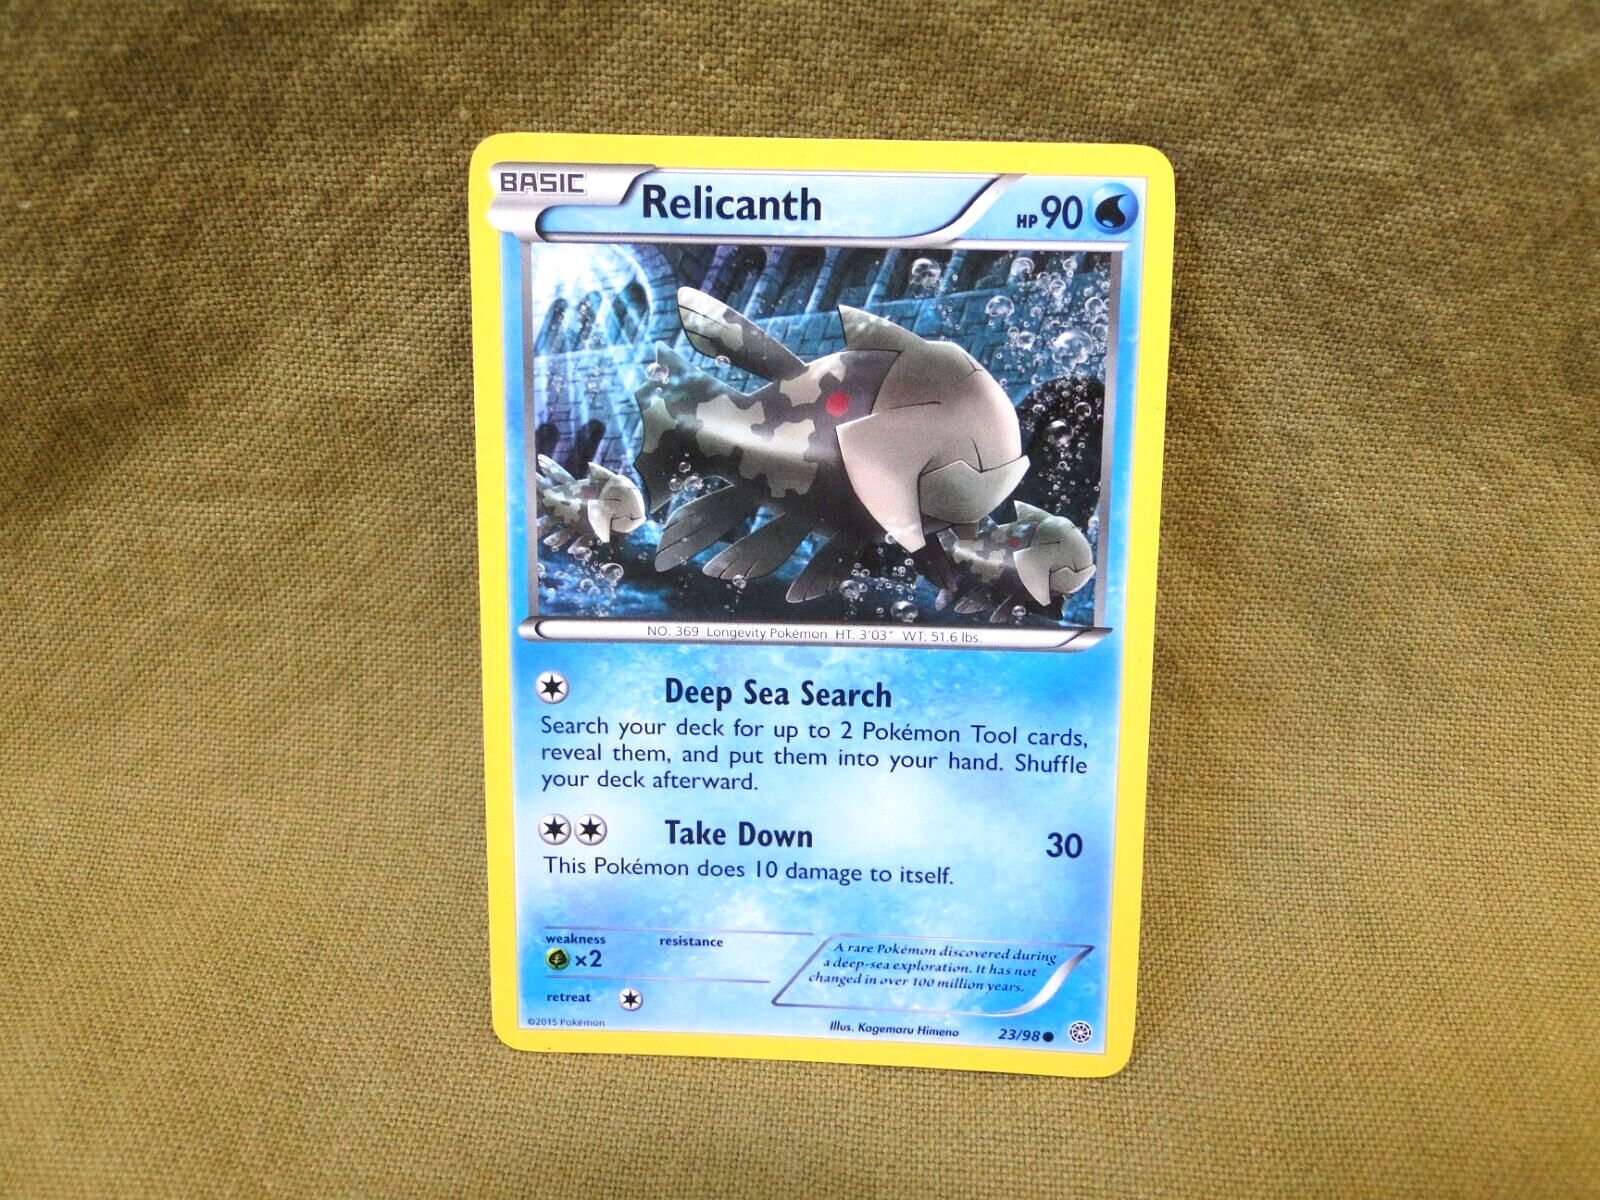 BASIC Relicanth HP 90
NO. 369 Longevity Pokémon HT: 3'03" WT: 51.6 lbs.
Deep Sea Search
Search your deck for up to 2 Pokémon Tool cards,
reveal them, and put them into your hand. Shuffle
your deck afterward.
Take Down 30
This Pokémon does 10 damage to itself.
weakness resistance
×2
A rare Pokémon discovered during
a deep-sea exploration. It has not
changed in over 100 million years.
retreat
©2015 Pokémon
Illus. Kagemaru Himeno
23/98